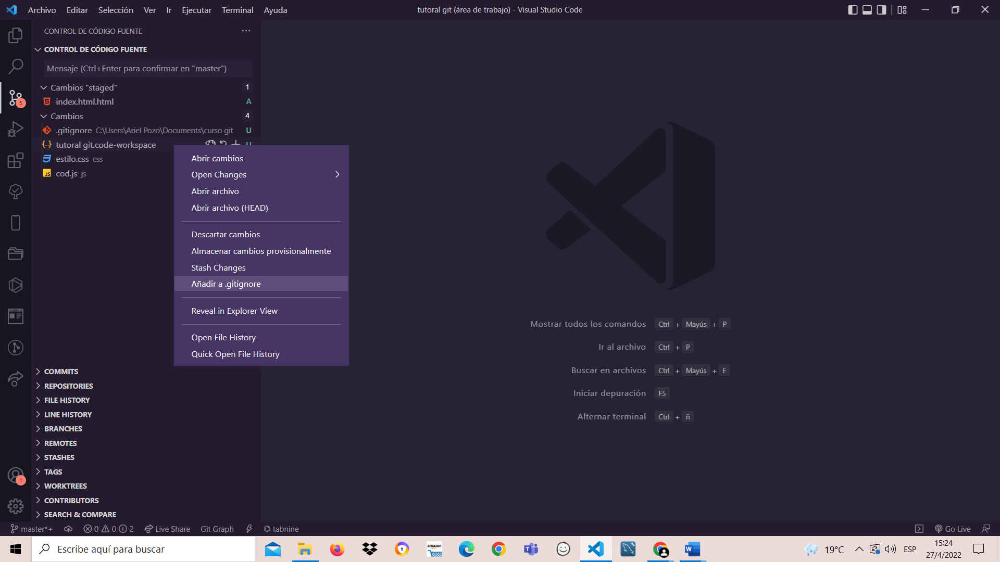 Archivo Editar Selección Ver Ir Ejecutar Terminal Ayuda
tutoral git (área de trabajo) - Visual Studio Code
CONTROL DE CÓDIGO FUENTE
CONTROL DE CÓDIGO FUENTE
Mensaje (Ctrl+Enter para confirmar en "master")
Cambios "staged" 1
index.html.html A
Cambios 4
.gitignore C:\Users\Ariel Pozo\Documents\curso git U
tutoral git.code-workspace U
estilo.css css
cod.js js
5
Abrir cambios
Open Changes
Abrir archivo
Abrir archivo (HEAD)
Descartar cambios
Almacenar cambios provisionalmente
Stash Changes
Añadir a .gitignore
Reveal in Explorer View
Open File History
Quick Open File History
Mostrar todos los comandos Ctrl + Mayús + P
Ir al archivo Ctrl + P
Buscar en archivos Ctrl + Mayús + F
Iniciar depuración F5
Alternar terminal Ctrl + ñ
COMMITS
REPOSITORIES
FILE HISTORY
LINE HISTORY
BRANCHES
REMOTES
STASHES
TAGS
WORKTREES
CONTRIBUTORS
SEARCH & COMPARE
1
master*+ 0 0 2 Live Share Git Graph tabnine Go Live
Escribe aquí para buscar
amazon
19°C ESP
15:24
27/4/2022